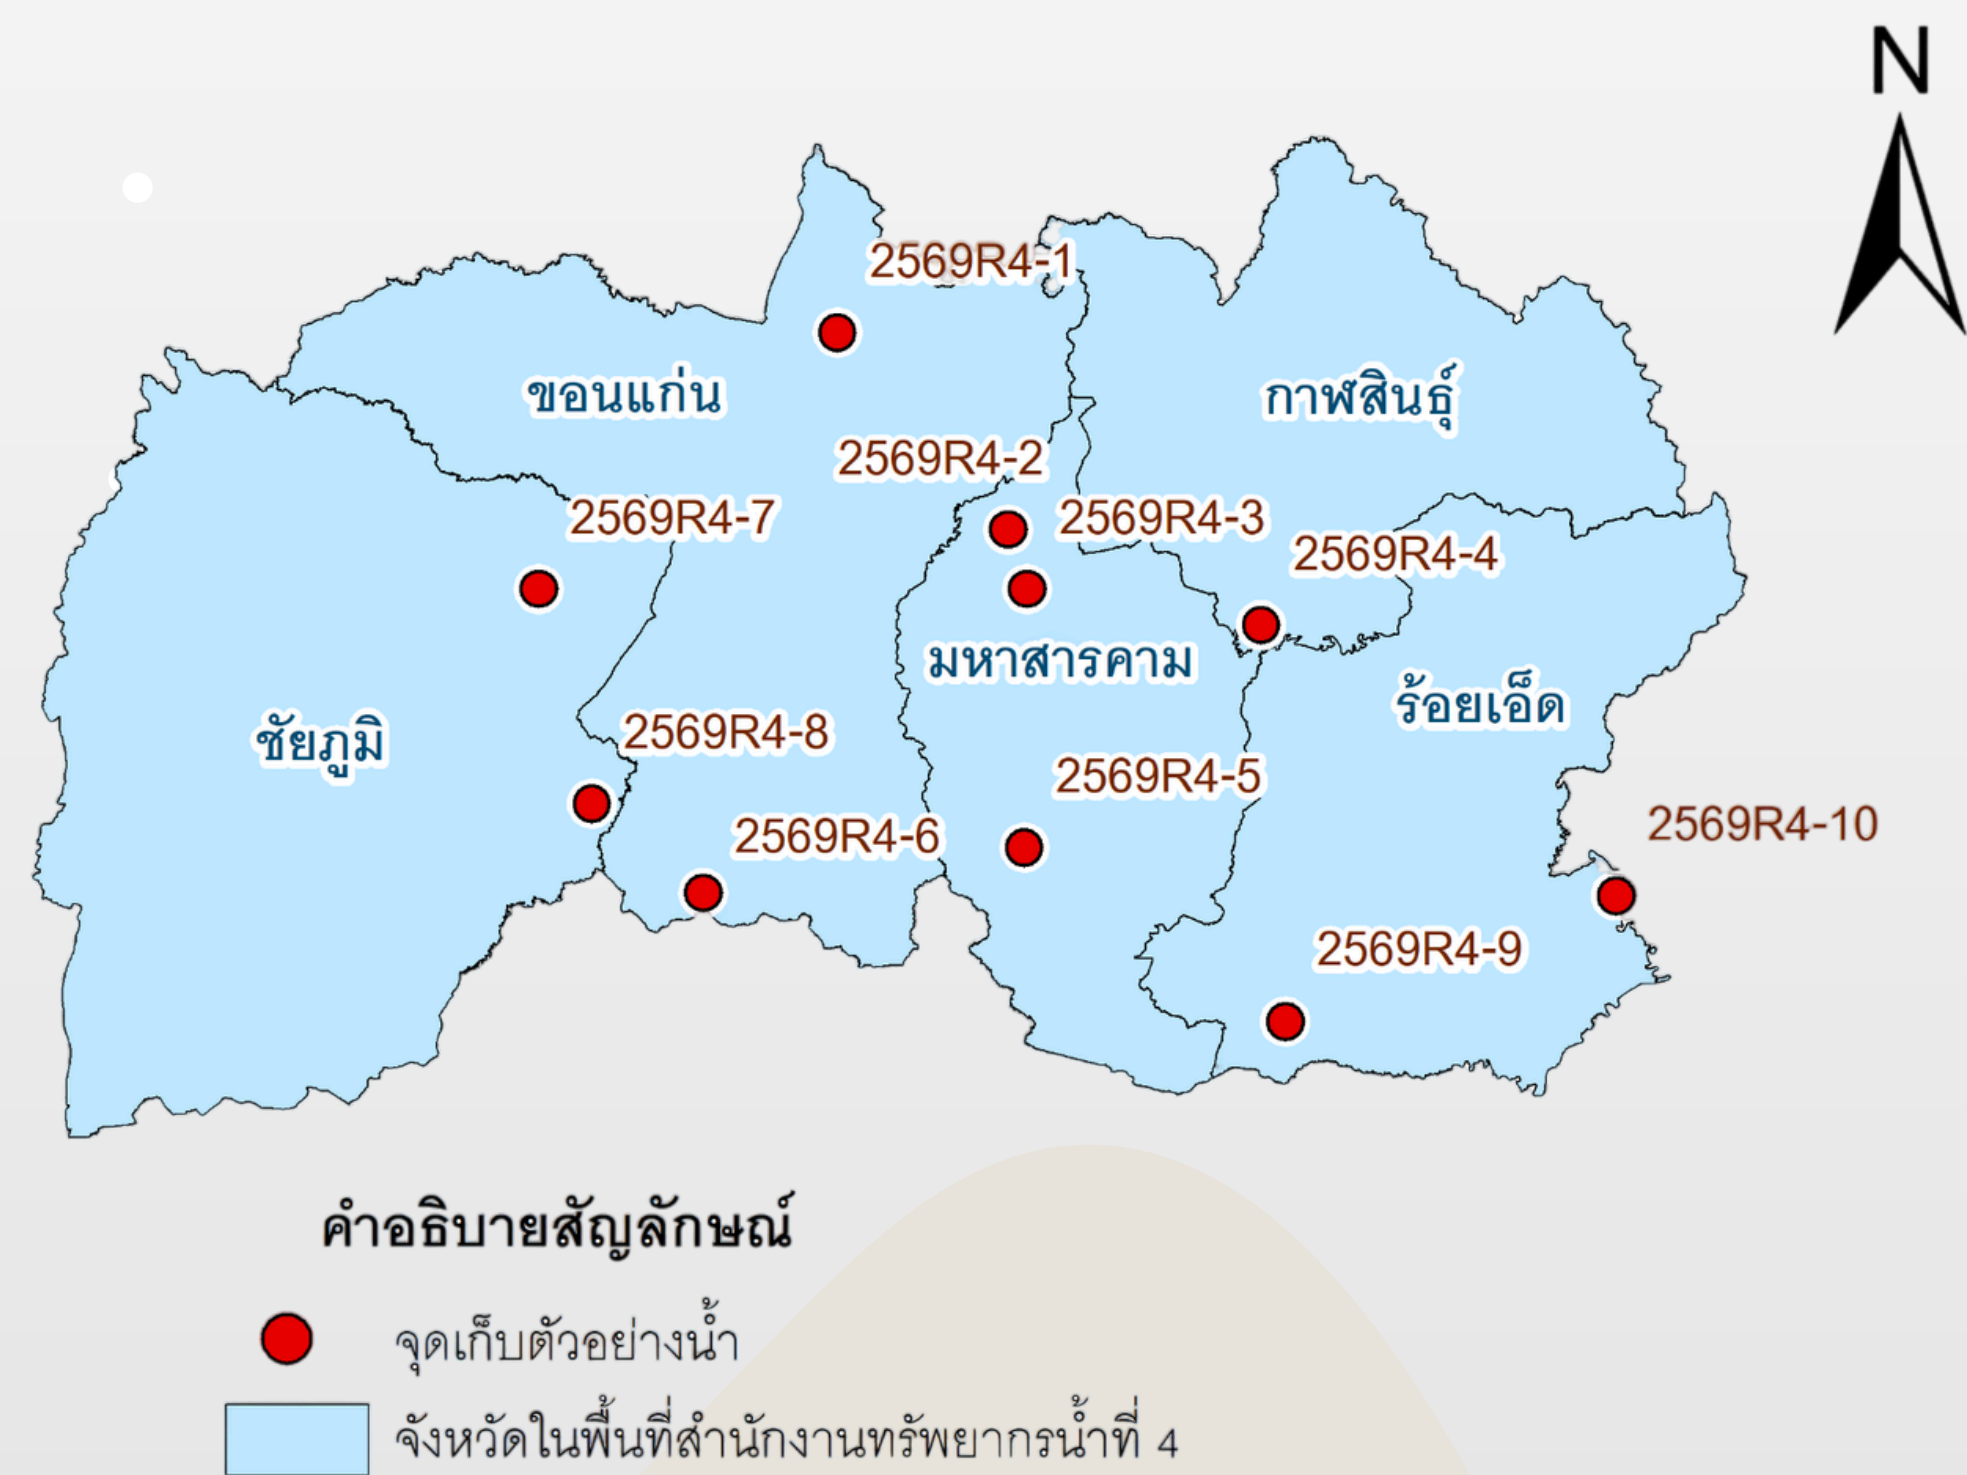 N
2569R4-1
ขอนแก่น
กาฬสินธุ์
2569R4-2
2569R4-7
2569R4-3
2569R4-4
มหาสารคาม
ร้อยเอ็ด
ชัยภูมิ
2569R4-8
2569R4-5
2569R4-6
2569R4-10
2569R4-9
คำอธิบายสัญลักษณ์
จุดเก็บตัวอย่างน้ำ
จังหวัดในพื้นที่สำนักงานทรัพยากรน้ำที่ 4